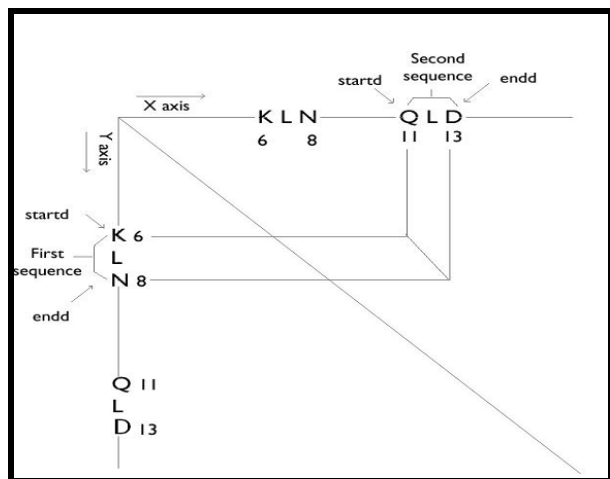 Second
sequence
startd
endd
X axis
K L N
Q L D
6
8
11
13
Y axis
startd
K 6
First
sequence
L
N 8
endd
Q 11
L
D 13